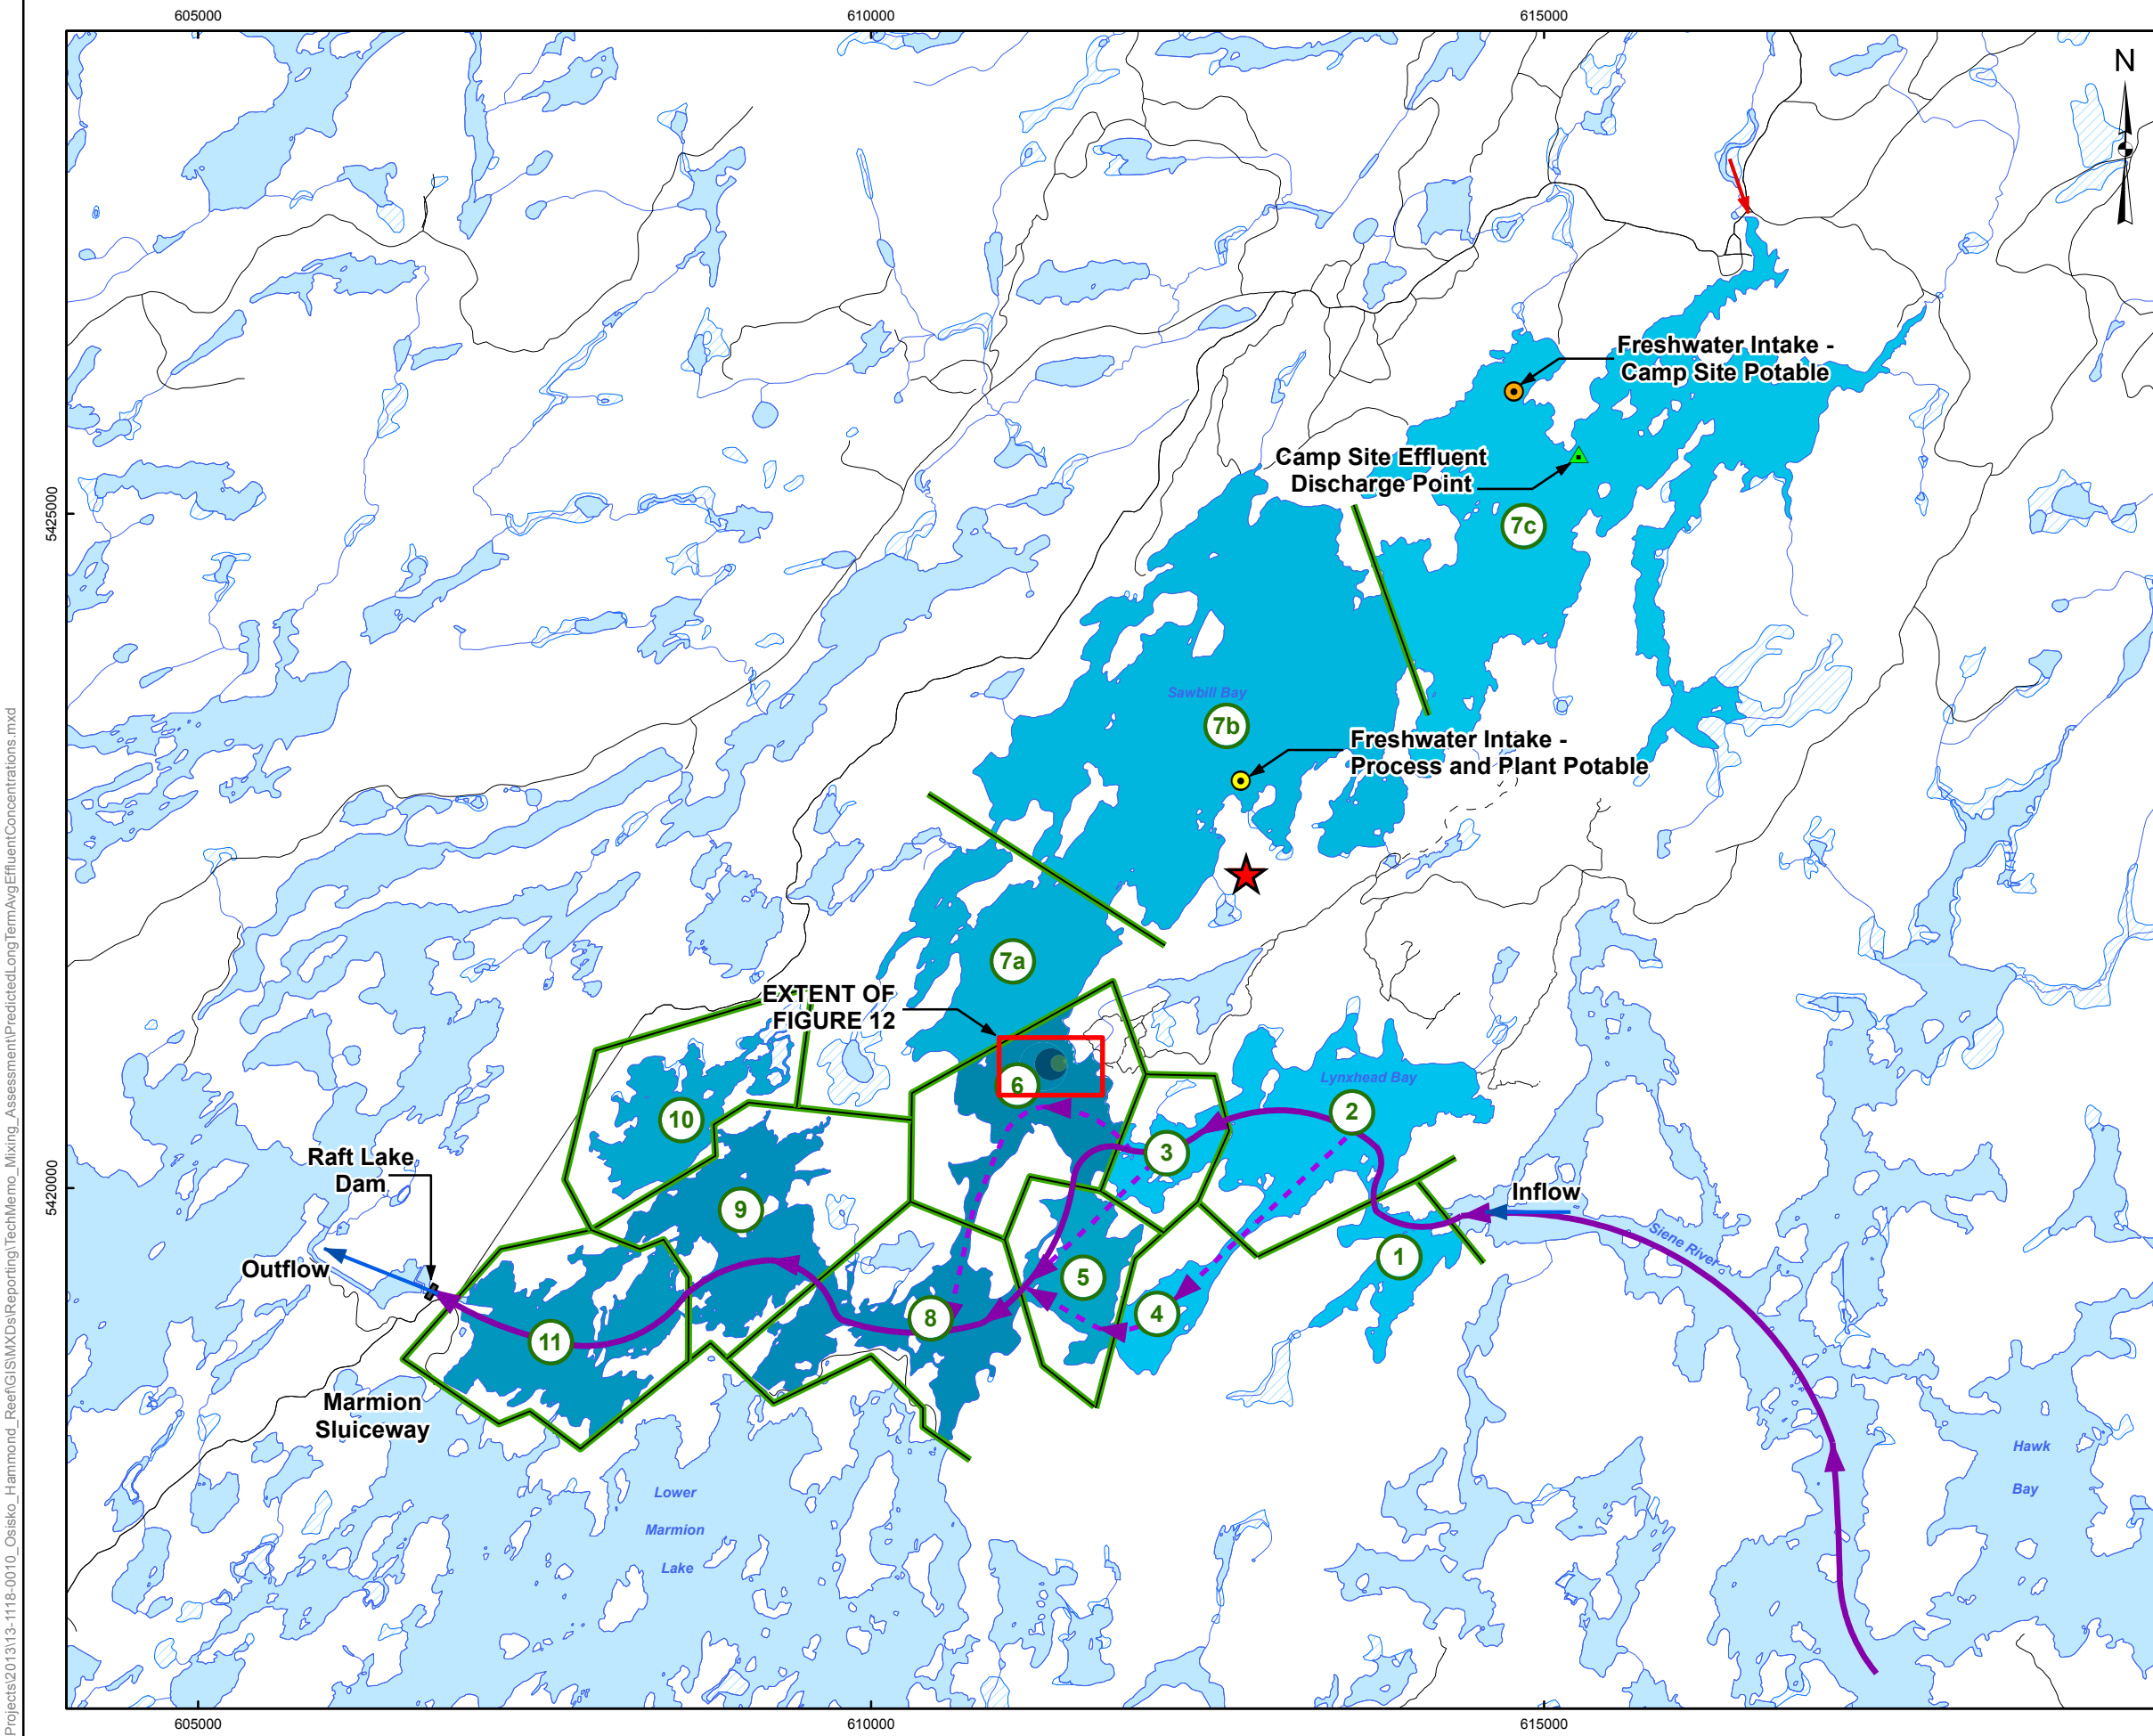 605000
610000
615000
N
Freshwater Intake -
Camp Site Potable
Camp Site Effluent
Discharge Point
5425000
7c
Sawbill Bay
7b
Freshwater Intake -
Process and Plant Potable
7a
EXTENT OF
FIGURE 12
6
Lynxhead Bay
2
10
3
Raft Lake
Dam
5420000
9
Inflow
Siene River
1
Outflow
5
4
8
11
Marmion
Sluiceway
Hawk
Bay
Lower
Marmion
Lake
605000
610000
615000
Projects\2013\13-1118-0010_Osisko_Hammond_Reef\GIS\MXDs\Reporting\TechMemo_Mixing_Assessment\PredictedLongTermAvgEffluentConcentrations.mxd